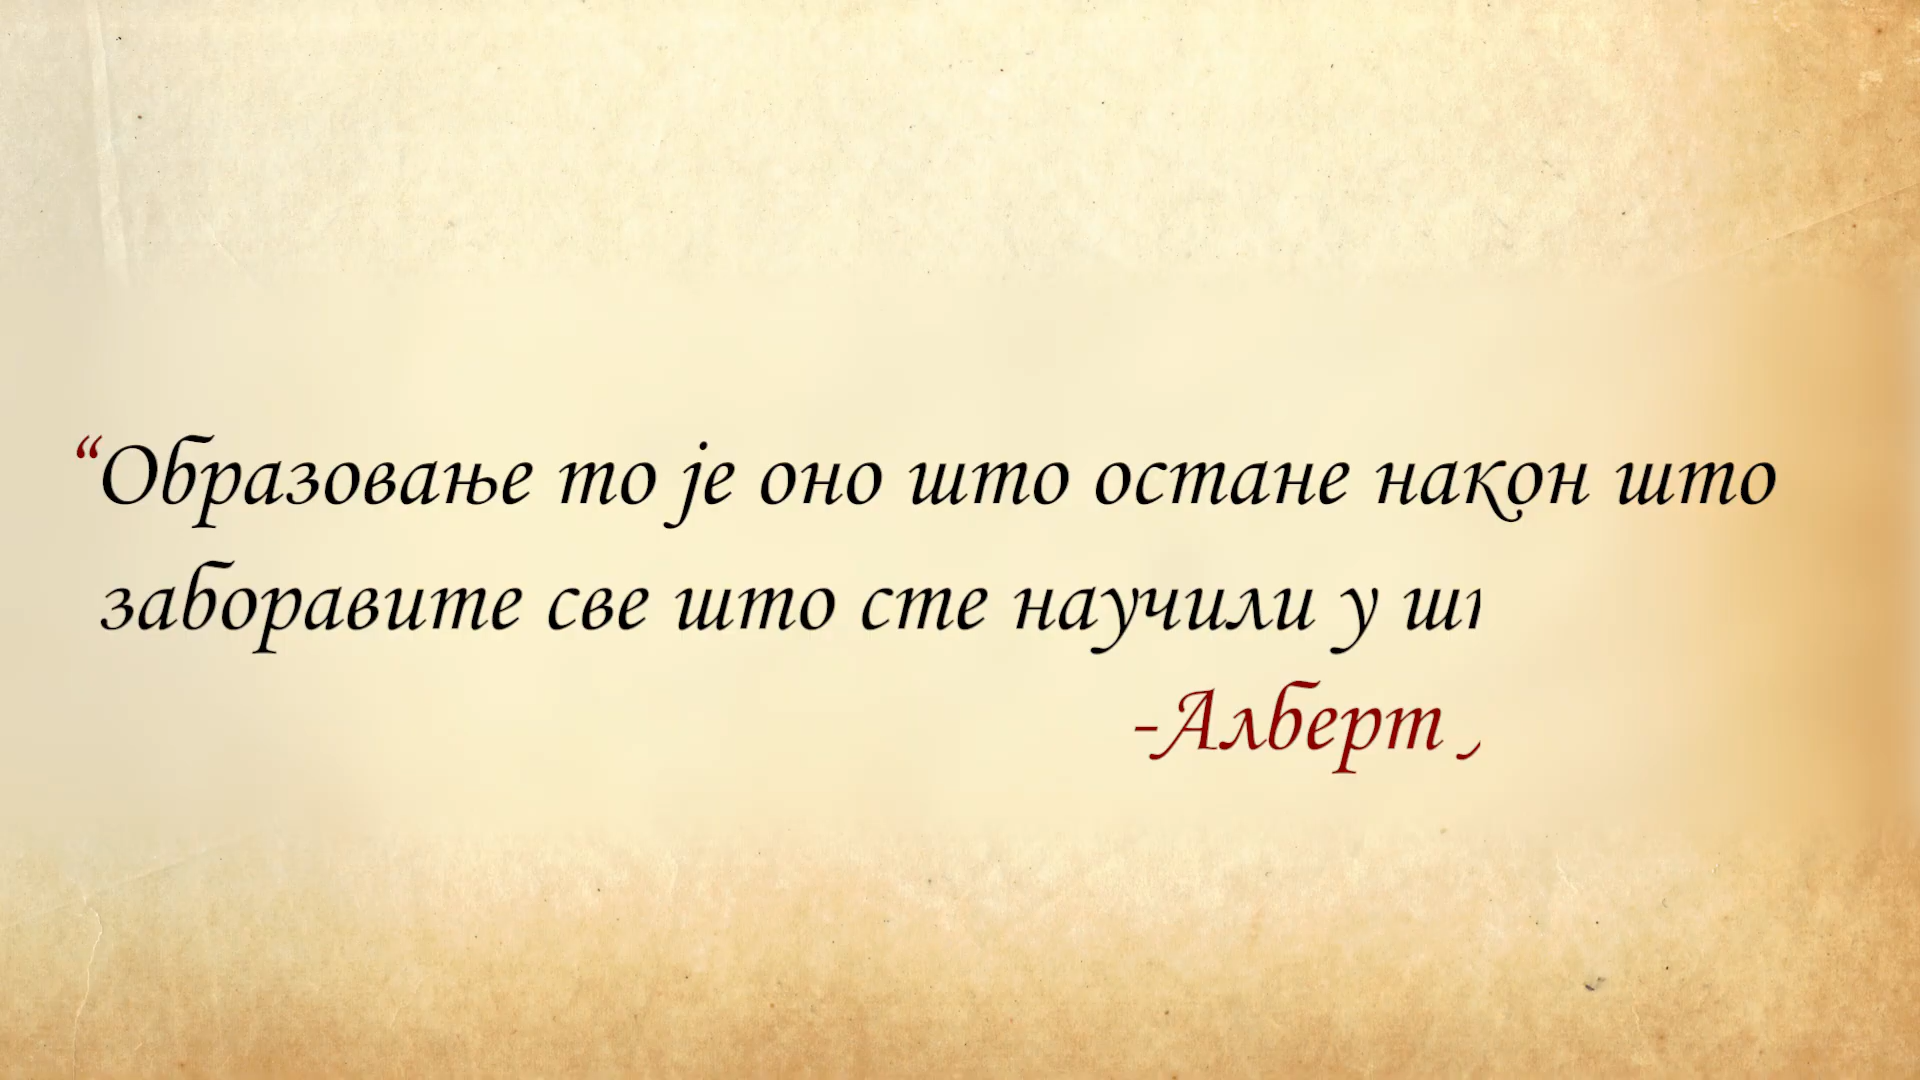 “Образовање то је оно што остане након што
заборавите све што сте научили у
-Алберт